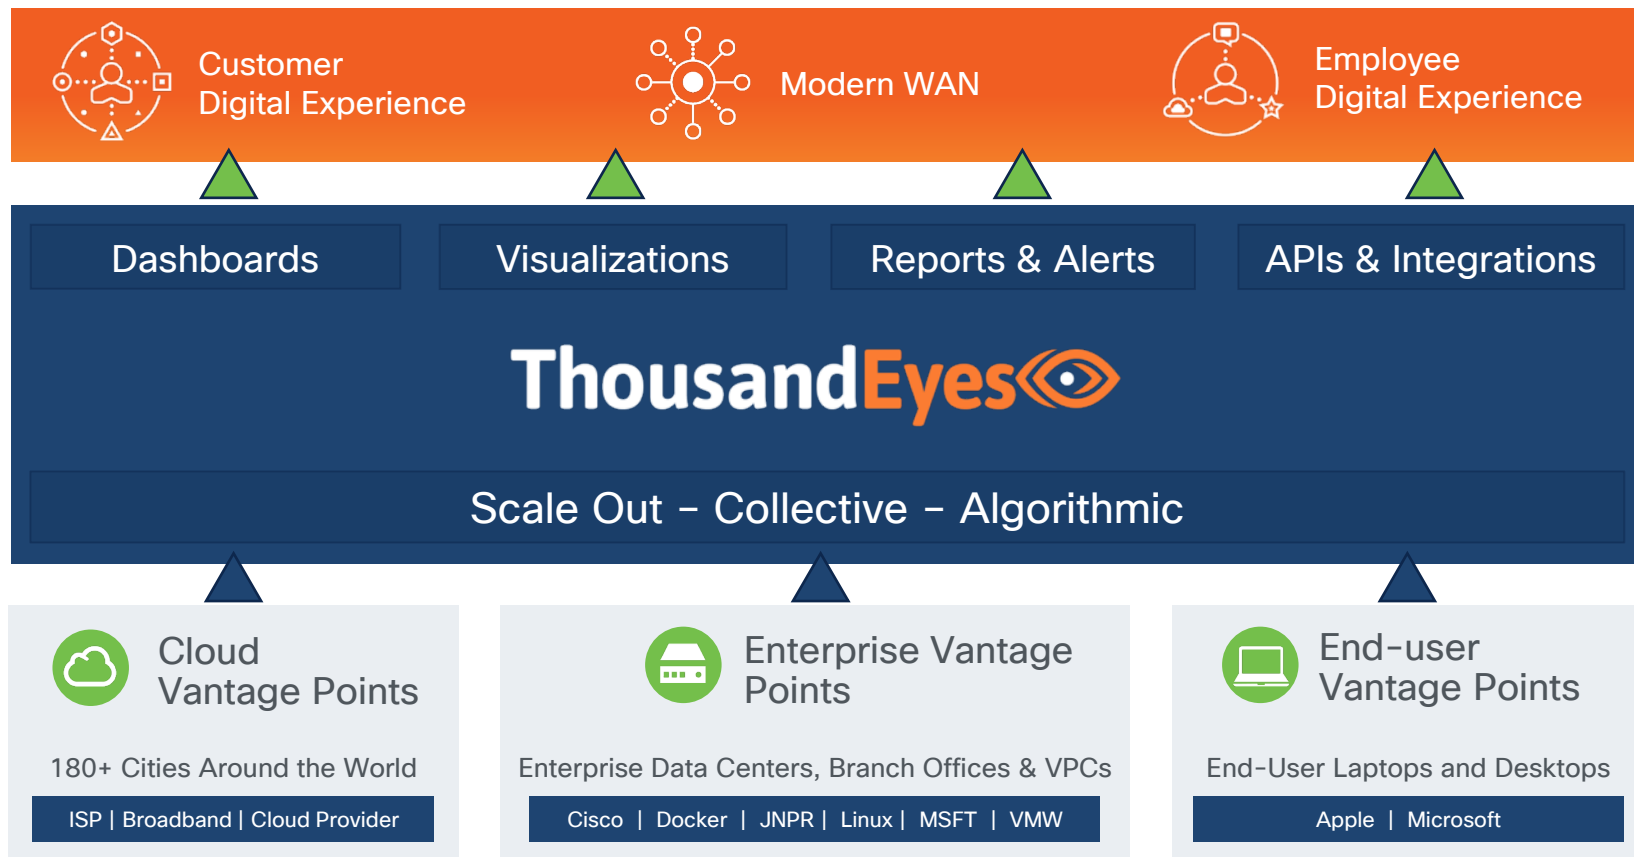 Customer
Digital Experience
Modern WAN
Employee
Digital Experience
Dashboards
Visualizations
Reports & Alerts
APIs & Integrations
ThousandEyes
Scale Out – Collective – Algorithmic
Cloud
Vantage Points
180+ Cities Around the World
ISP | Broadband | Cloud Provider
Enterprise Vantage
Points
Enterprise Data Centers, Branch Offices & VPCs
Cisco | Docker | JNPR | Linux | MSFT | VMW
End-user
Vantage Points
End-User Laptops and Desktops
Apple | Microsoft